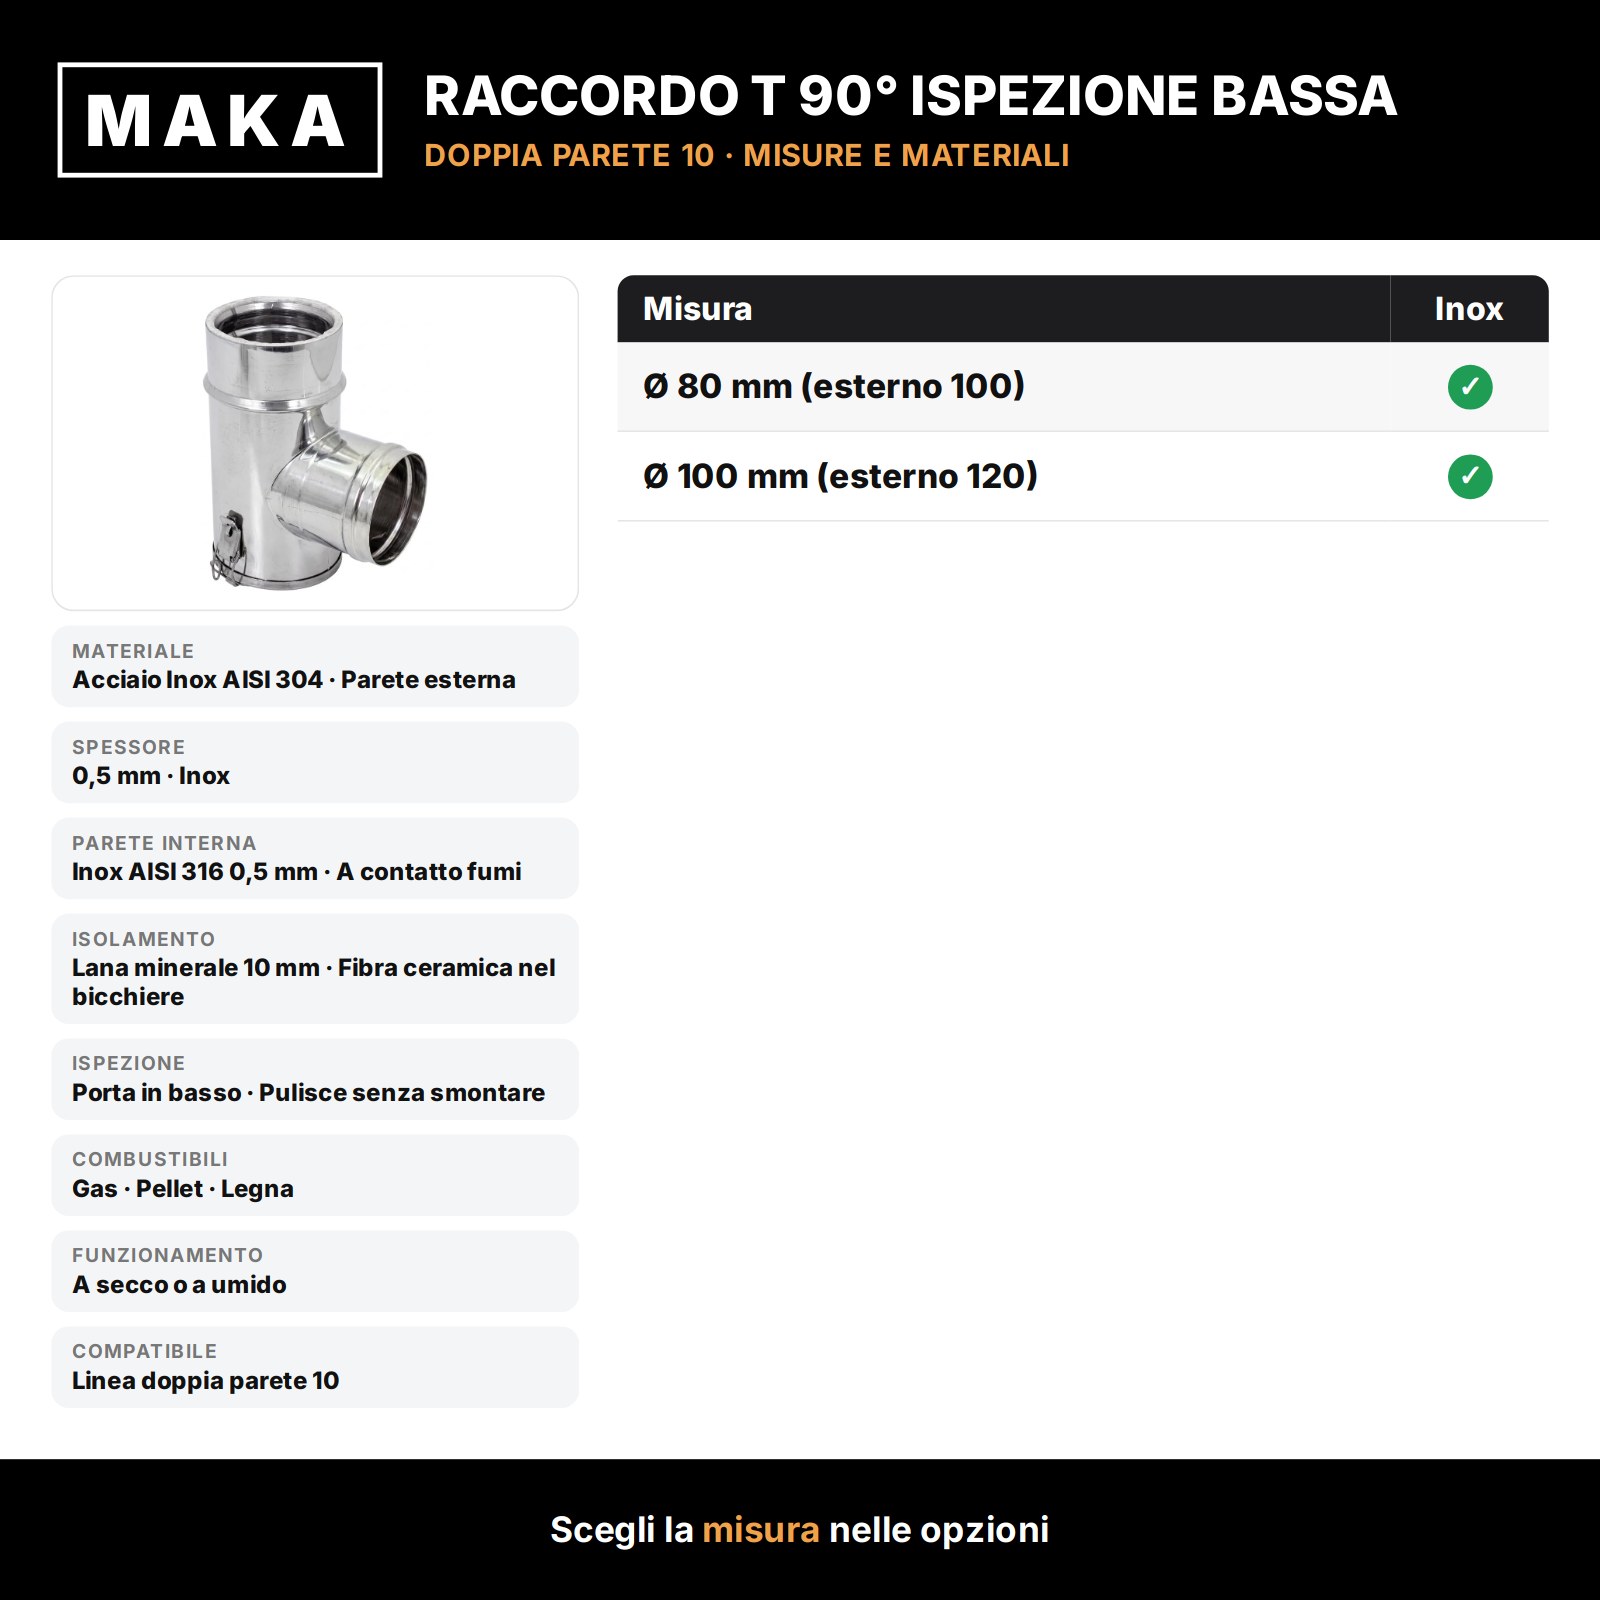 MAKA
RACCORDO T 90° ISPEZIONE BASSA
DOPPIA PARETE 10 · MISURE E MATERIALI
Misura Inox
Ø 80 mm (esterno 100) ✓
Ø 100 mm (esterno 120) ✓
MATERIALE
Acciaio Inox AISI 304 · Parete esterna
SPESSORE
0,5 mm · Inox
PARETE INTERNA
Inox AISI 316 0,5 mm · A contatto fumi
ISOLAMENTO
Lana minerale 10 mm · Fibra ceramica nel
bicchiere
ISPEZIONE
Porta in basso · Pulisce senza smontare
COMBUSTIBILI
Gas · Pellet · Legna
FUNZIONAMENTO
A secco o a umido
COMPATIBILE
Linea doppia parete 10
Scegli la misura nelle opzioni